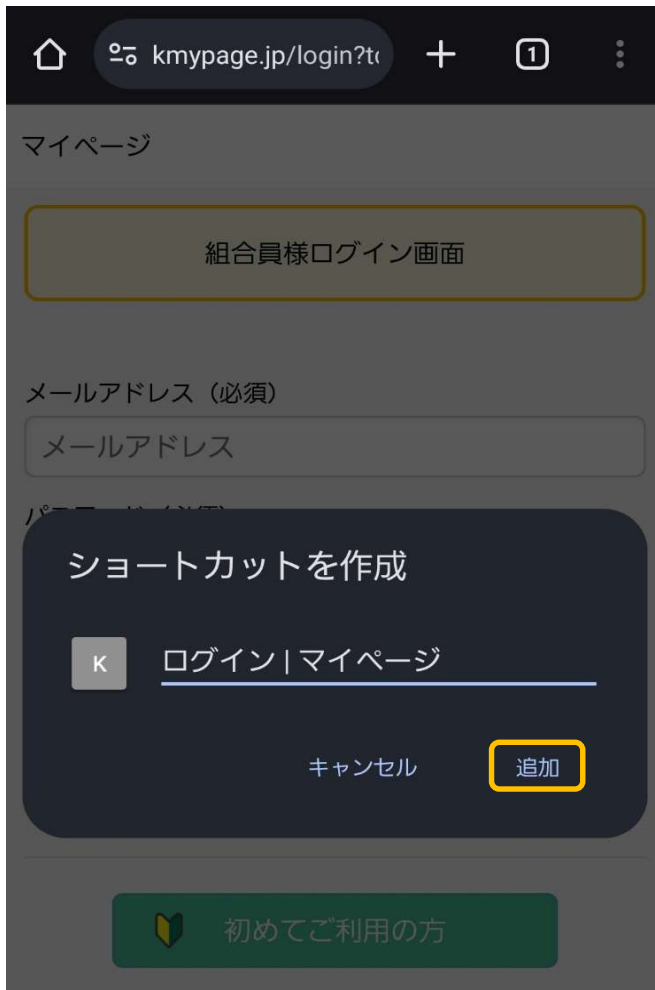 kmypage.jp/login?to
1
マイページ
組合員様ログイン画面
メールアドレス（必須）
メールアドレス
ショートカットを作成
K
ログイン | マイページ
キャンセル
追加
初めてご利用の方